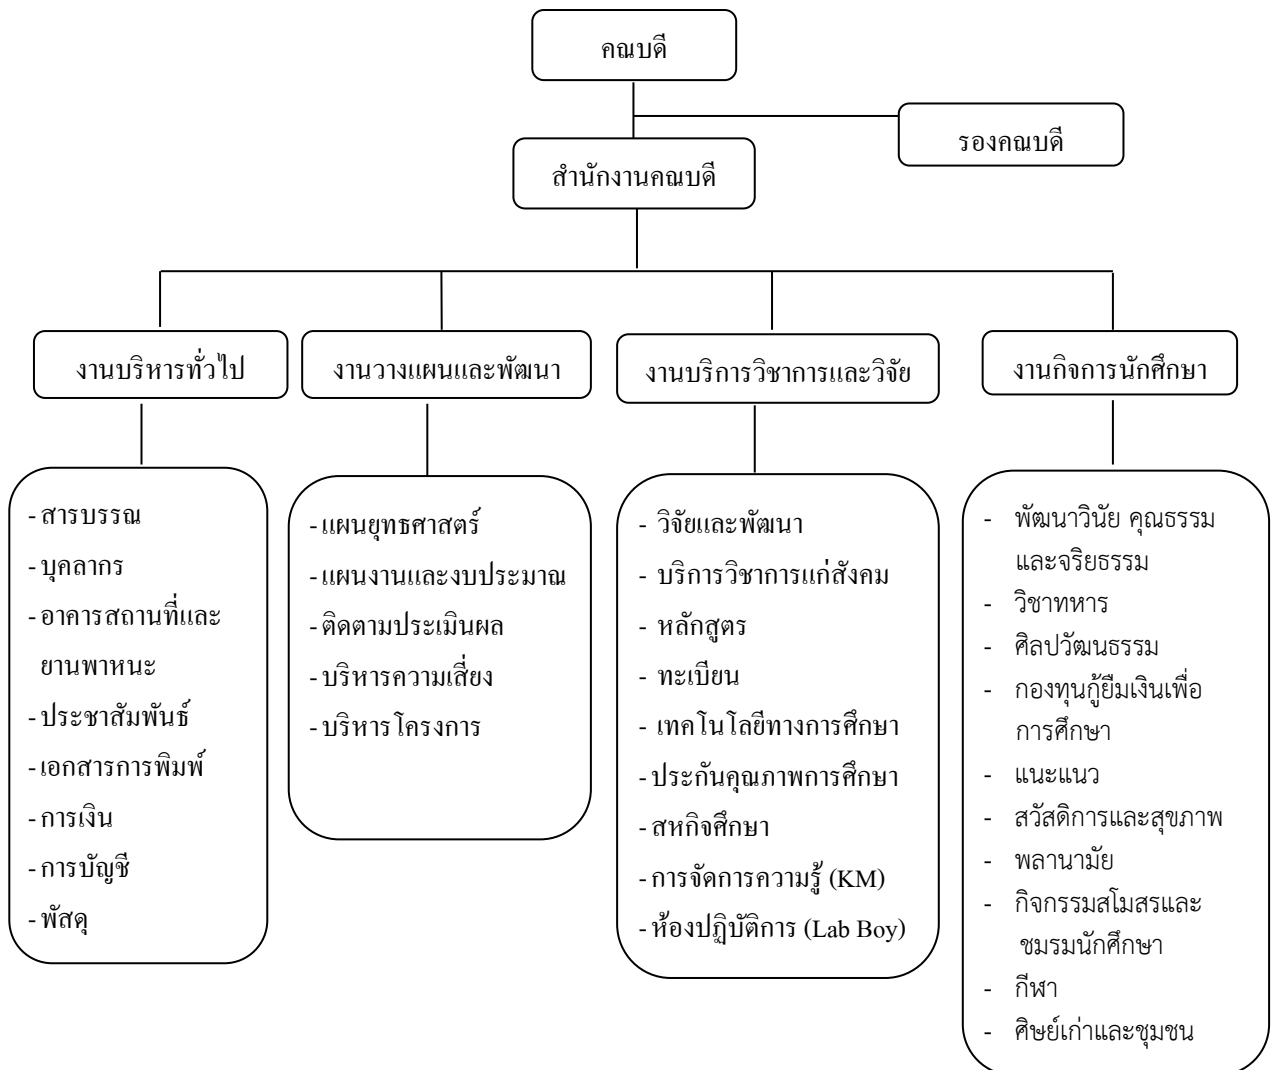 คณบดี
รองคณบดี
สำนักงานคณบดี
งานบริหารทั่วไป
งานวางแผนและพัฒนา
งานบริการวิชาการและวิจัย
งานกิจการนักศึกษา
- สารบรรณ
- บุคลากร
- อาคารสถานที่และ
ยานพาหนะ
- ประชาสัมพันธ์
- เอกสารการพิมพ์
- การเงิน
- การบัญชี
- พัสดุ
- แผนยุทธศาสตร์
- แผนงานและงบประมาณ
- ติดตามประเมินผล
- บริหารความเสี่ยง
- บริหารโครงการ
- วิจัยและพัฒนา
- บริการวิชาการแก่สังคม
- หลักสูตร
- ทะเบียน
- เทคโนโลยีทางการศึกษา
- ประกันคุณภาพการศึกษา
- สหกิจศึกษา
- การจัดการความรู้ (KM)
- ห้องปฏิบัติการ (Lab Boy)
- พัฒนาวินัย คุณธรรม
และจริยธรรม
- วิชาทหาร
- ศิลปวัฒนธรรม
- กองทุนกู้ยืมเงินเพื่อ
การศึกษา
- แนะแนว
- สวัสดิการและสุขภาพ
- พลานามัย
- กิจกรรมสโมสรและ
ชมรมนักศึกษา
- กีฬา
- ศิษย์เก่าและชุมชน